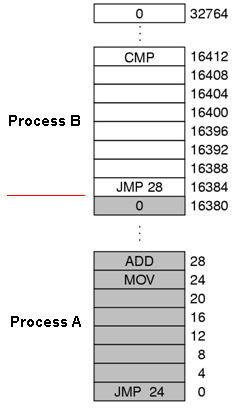 0 32764
CMP 16412
16408
16404
16400
Process B 16396
16392
16388
JMP 28 16384
0 16380
ADD 28
MOV 24
20
16
Process A 12
8
4
JMP 24 0